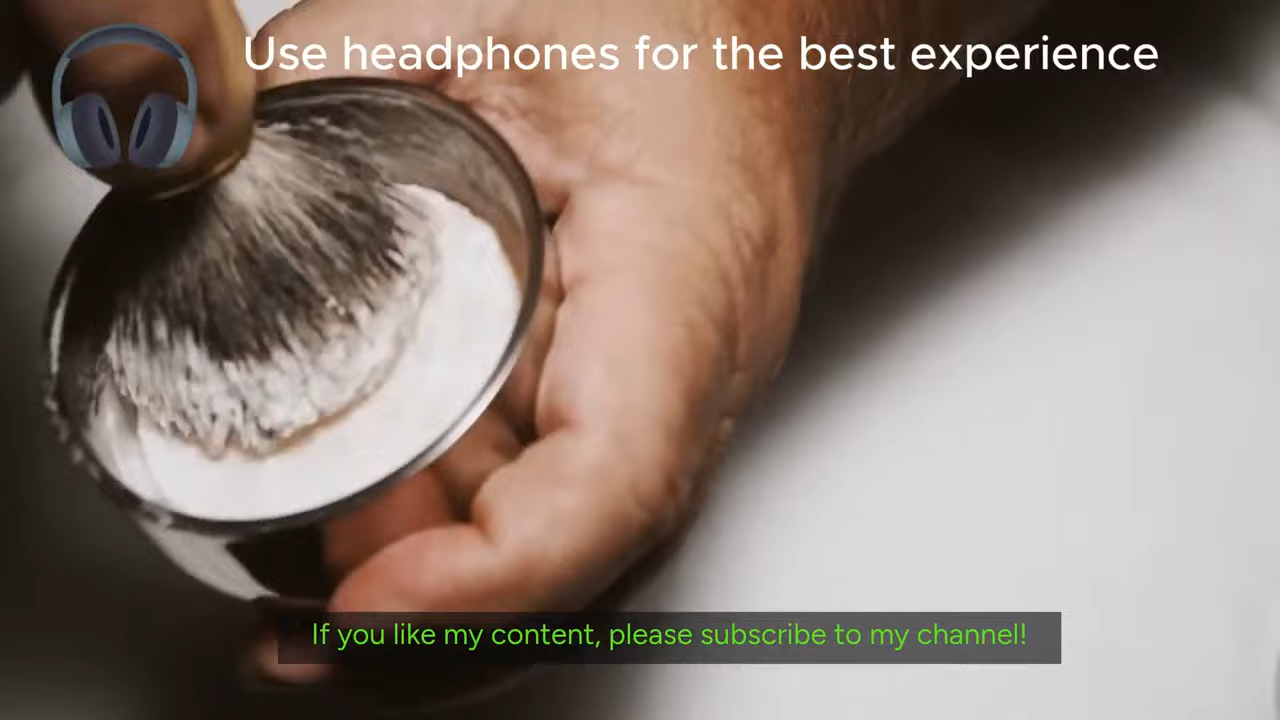 Use headphones for the best experience
If you like my content, please subscribe to my channel!